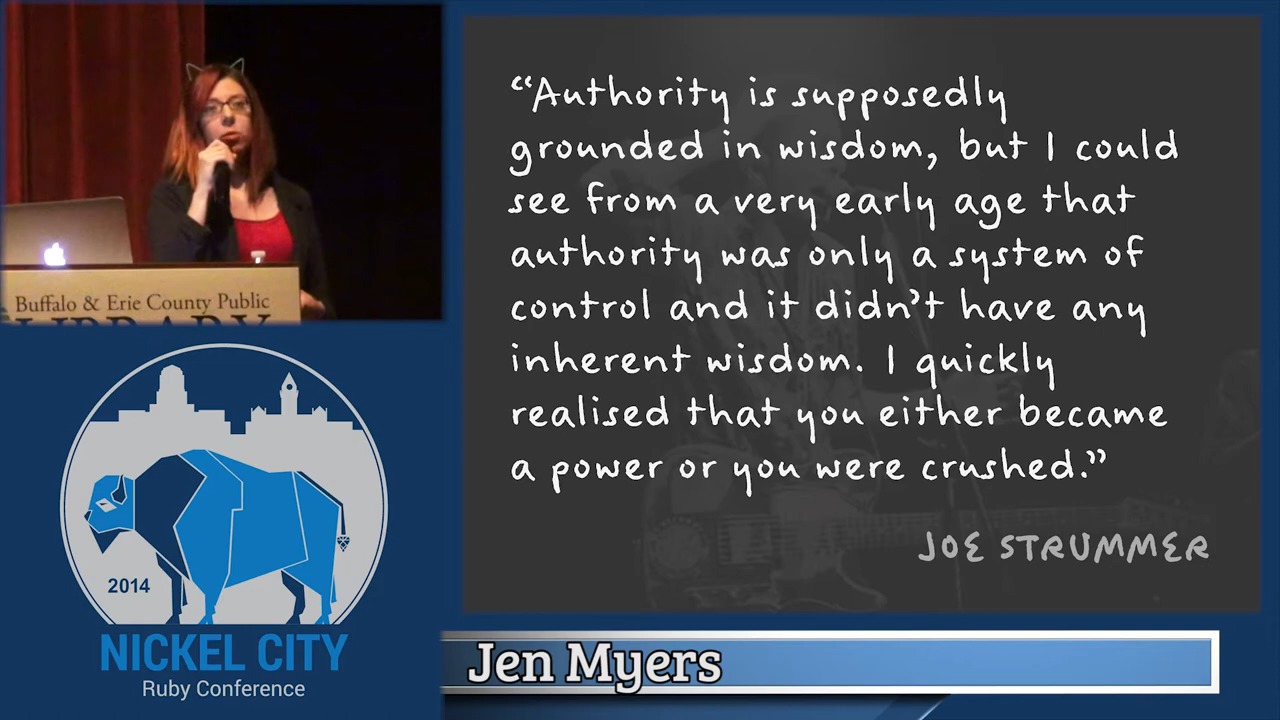 Buffalo & Erie County Public
LIBRARY
2014
NICKEL CITY
Ruby Conference
“Authority is supposedly
grounded in wisdom, but I could
see from a very early age that
authority was only a system of
control and it didn’t have any
inherent wisdom. I quickly
realised that you either became
a power or you were crushed.”
JOE STRUMMER
Jen Myers